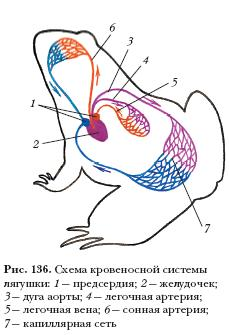 6
3
4
5
1
2
7
Рис. 136. Схема кровеносной системы
лягушки: 1 — предсердия; 2 — желудочек;
3 — дуга аорты; 4 — легочная артерия;
5 — легочная вена; 6 — сонная артерия;
7 — капиллярная сеть